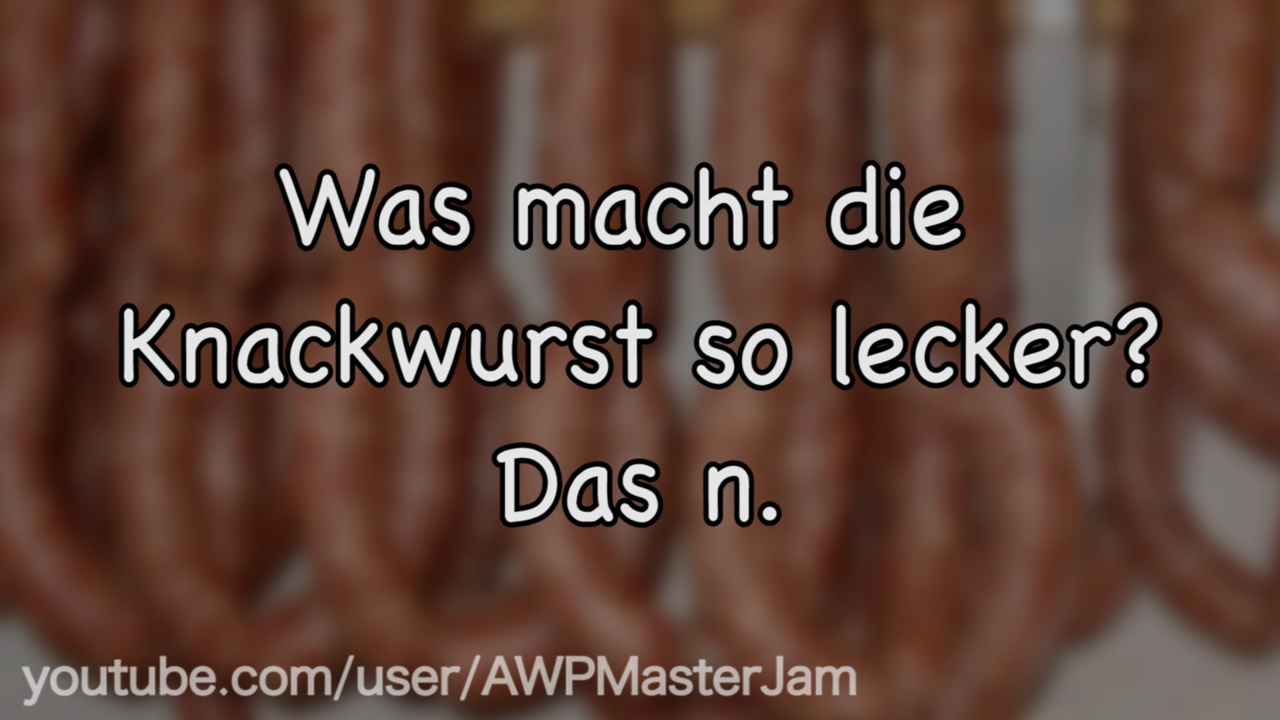 Was macht die
Knackwurst so lecker?
Das n.
youtube.com/user/AWPMasterJam